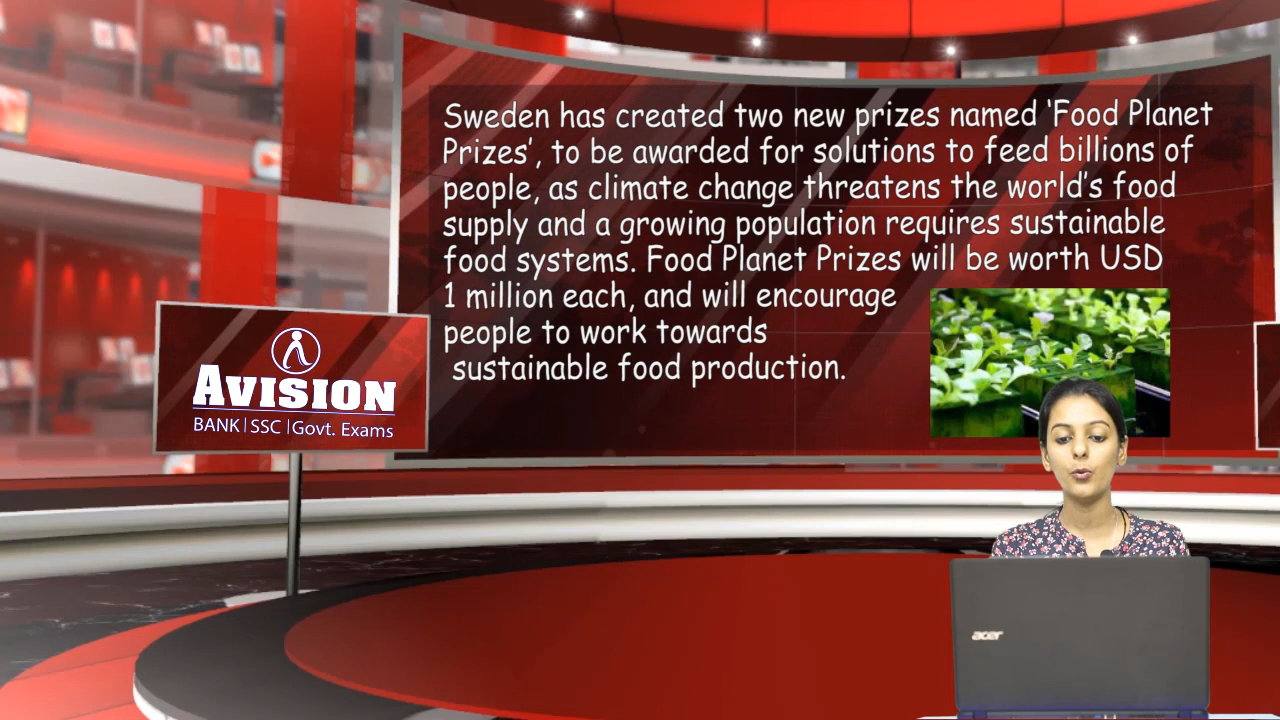 Sweden has created two new prizes named 'Food Planet
Prizes', to be awarded for solutions to feed billions of
people, as climate change threatens the world's food
supply and a growing population requires sustainable
food systems. Food Planet Prizes will be worth USD
1 million each, and will encourage
people to work towards
sustainable food production.
AVISION
BANK | SSC | Govt. Exams
acer